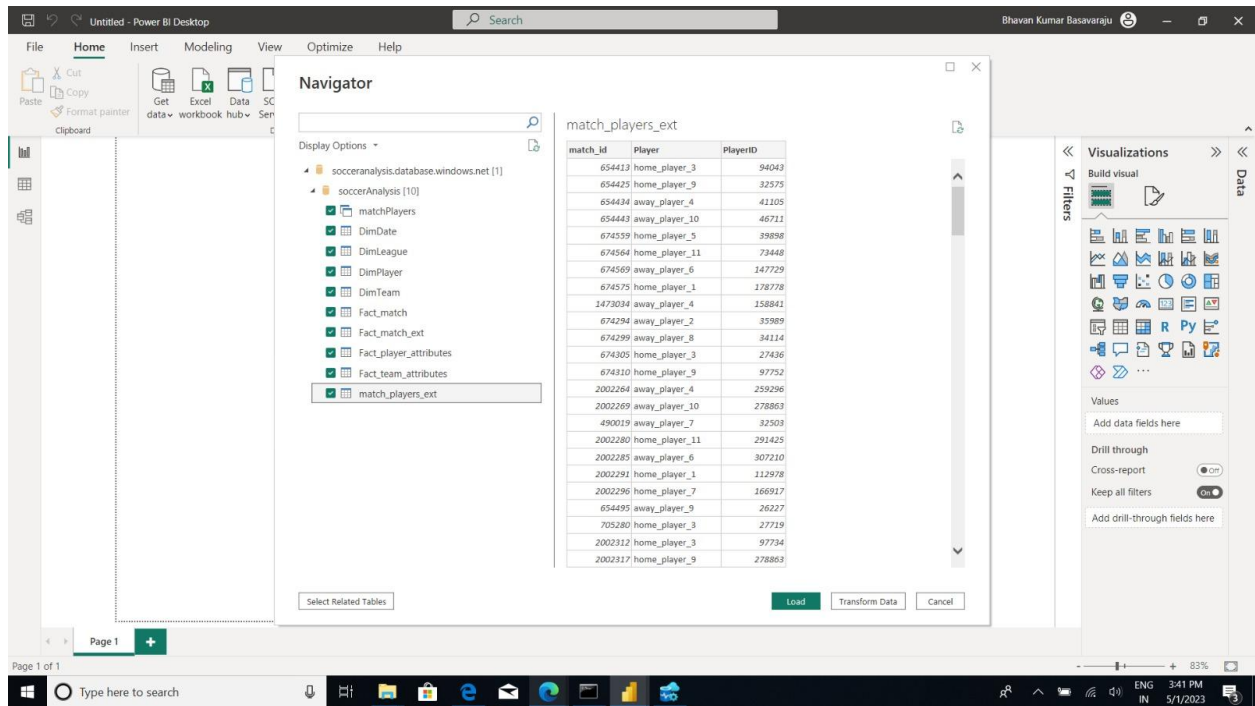 Untitled - Power BI Desktop
Search
Bhavan Kumar Basavaraju
File Home Insert Modeling View Optimize Help
Paste
Cut
Copy
Format painter
Clipboard
Get data
Excel workbook
Data hub
Navigator
Display Options
socceranalysis.database.windows.net [1]
soccerAnalysis [10]
matchPlayers
DimDate
DimLeague
DimPlayer
DimTeam
Fact_match
Fact_match_ext
Fact_player_attributes
Fact_team_attributes
match_players_ext
match_players_ext
match_id Player PlayerID
654413 home_player_3 94043
654425 home_player_9 32575
654434 away_player_4 41105
654443 away_player_10 46711
674559 home_player_5 39898
674564 home_player_11 73448
674569 away_player_6 147729
674575 home_player_1 178778
1473034 away_player_4 158841
674294 away_player_2 35989
674299 away_player_8 34114
674305 home_player_3 27436
674310 home_player_9 97752
2002264 away_player_4 259296
2002269 away_player_10 278863
490019 away_player_7 32503
2002280 home_player_11 291425
2002285 away_player_6 307210
2002291 home_player_1 112978
2002296 home_player_7 166917
654495 away_player_9 26227
705280 home_player_3 27719
2002312 home_player_3 97734
2002317 home_player_9 278863
Select Related Tables
Load
Transform Data
Cancel
Filters
Visualizations
Build visual
R Py
Values
Add data fields here
Drill through
Cross-report
Off
Keep all filters
On
Add drill-through fields here
Data
Page 1
Page 1 of 1
83%
Type here to search
ENG
IN
3:41 PM
5/1/2023